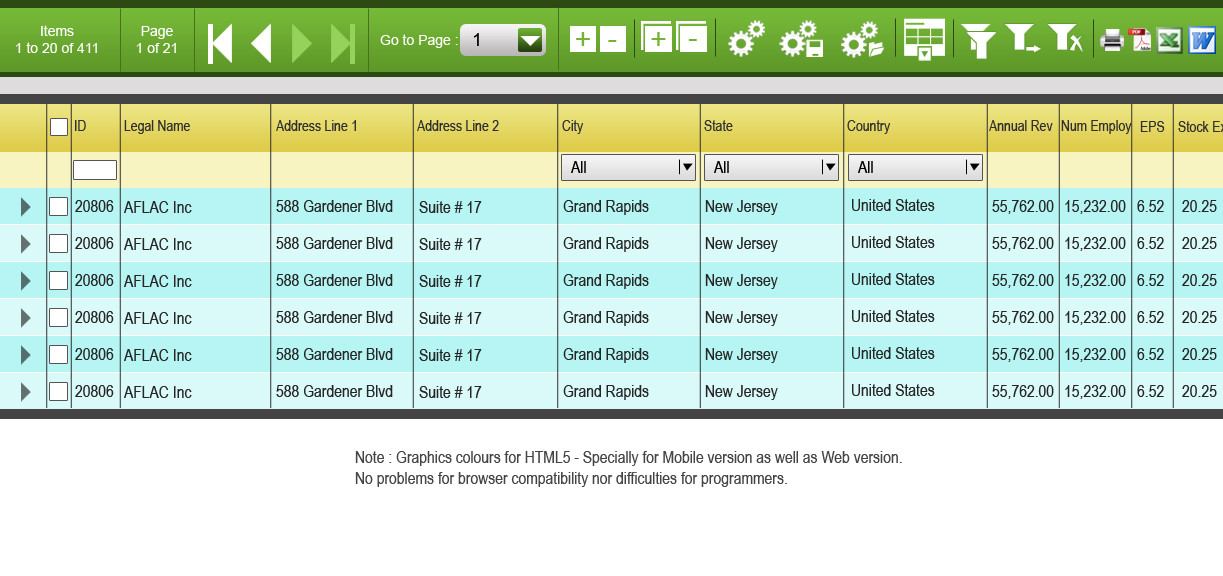 Items
1 to 20 of 411
Page
1 of 21
Go to Page : 1
ID Legal Name Address Line 1 Address Line 2 City State Country Annual Rev Num Employ EPS Stock Ex
All All All
20806 AFLAC Inc 588 Gardener Blvd Suite # 17 Grand Rapids New Jersey United States 55,762.00 15,232.00 6.52 20.25
20806 AFLAC Inc 588 Gardener Blvd Suite # 17 Grand Rapids New Jersey United States 55,762.00 15,232.00 6.52 20.25
20806 AFLAC Inc 588 Gardener Blvd Suite # 17 Grand Rapids New Jersey United States 55,762.00 15,232.00 6.52 20.25
20806 AFLAC Inc 588 Gardener Blvd Suite # 17 Grand Rapids New Jersey United States 55,762.00 15,232.00 6.52 20.25
20806 AFLAC Inc 588 Gardener Blvd Suite # 17 Grand Rapids New Jersey United States 55,762.00 15,232.00 6.52 20.25
20806 AFLAC Inc 588 Gardener Blvd Suite # 17 Grand Rapids New Jersey United States 55,762.00 15,232.00 6.52 20.25
Note : Graphics colours for HTML5 - Specially for Mobile version as well as Web version.
No problems for browser compatibility nor difficulties for programmers.